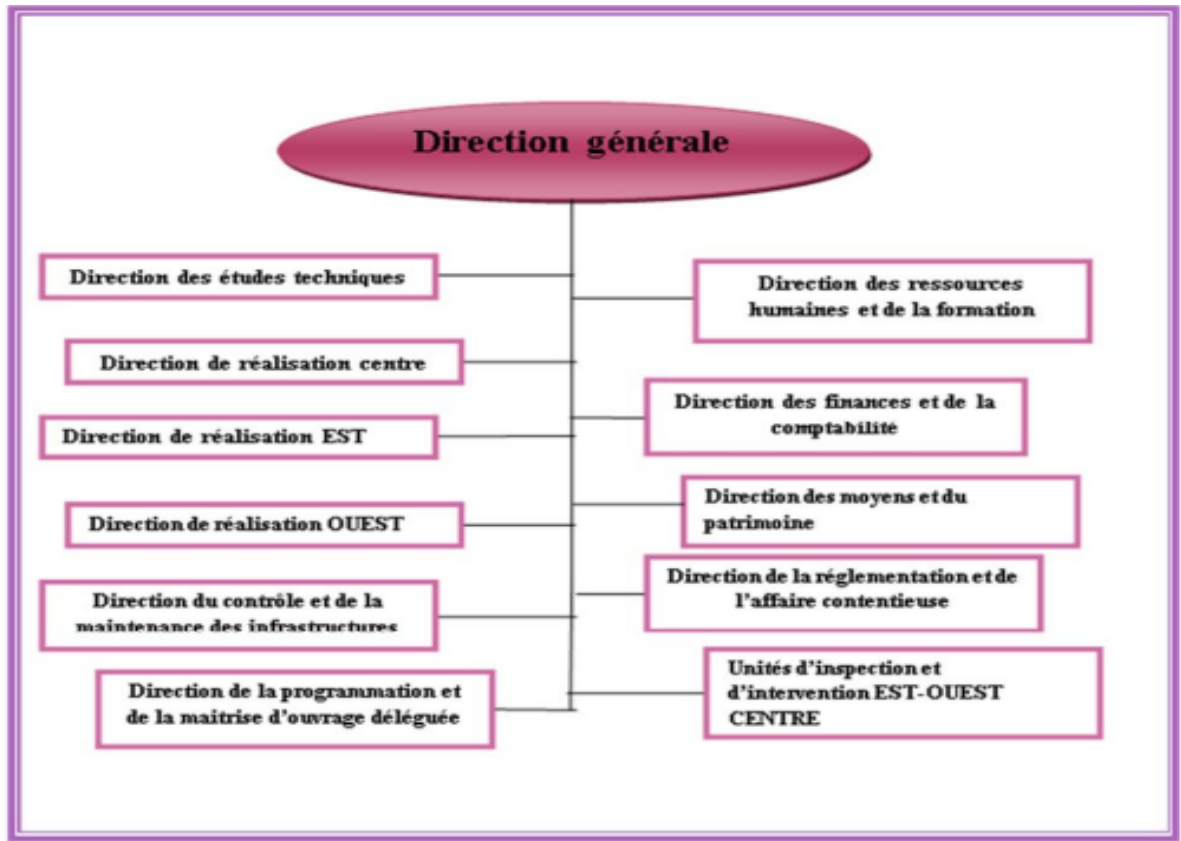 Direction générale
Direction des études techniques
Direction des ressources
humaines et de la formation
Direction de réalisation centre
Direction des finances et de la
comptabilité
Direction de réalisation EST
Direction des moyens et du
patrimoine
Direction de réalisation OUEST
Direction de la réglementation et de
l'affaire contentieuse
Direction du contrôle et de la
maintenance des infrastructures
Unités d'inspection et
d'intervention EST-OUEST
CENTRE
Direction de la programmation et
de la maitrise d'ouvrage déléguée